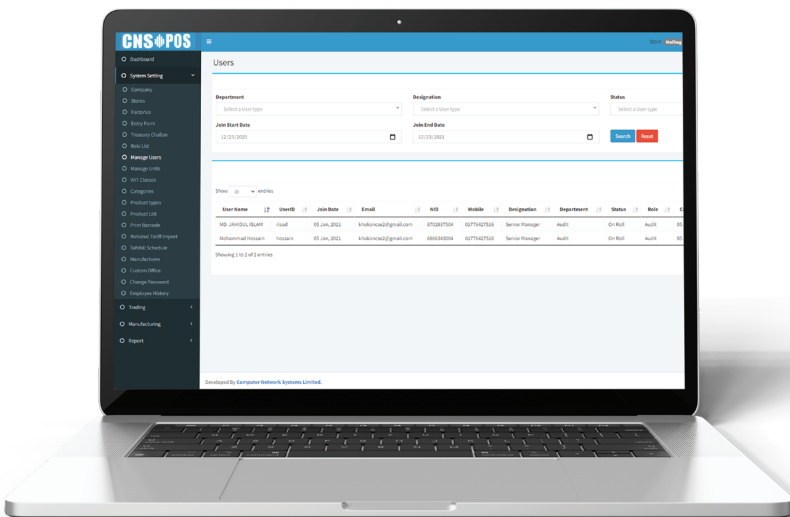 CNS POS
Users
Dashboard
System Setting
Company
Stores
Factories
Entry Form
Treasury Challan
Role List
Manage Users
Manage Units
VAT Classes
Categories
Product types
Product List
Print Barcode
National Tariff Import
Schedule
Manufactures
Custom Office
Change Password
Employee History
Trading
Manufacturing
Report
Department Designation Status
Select a User type Select a User type Select a User type
Join Start Date Join End Date
12/23/2020 12/23/2021 Search Reset
Show entries
User Name UserID Join Date Email NID Mobile Designation Department Status Role
MD. JAHIDUL ISLAM 05 Jan, 2021 Senior Manager Audit On Roll Audit
Mohammad Hossain hossain 05 Jan, 2021 Senior Manager Audit On Roll Audit
Showing 1 to 2 of 2 entries
Developed By Computer Network Systems Limited.